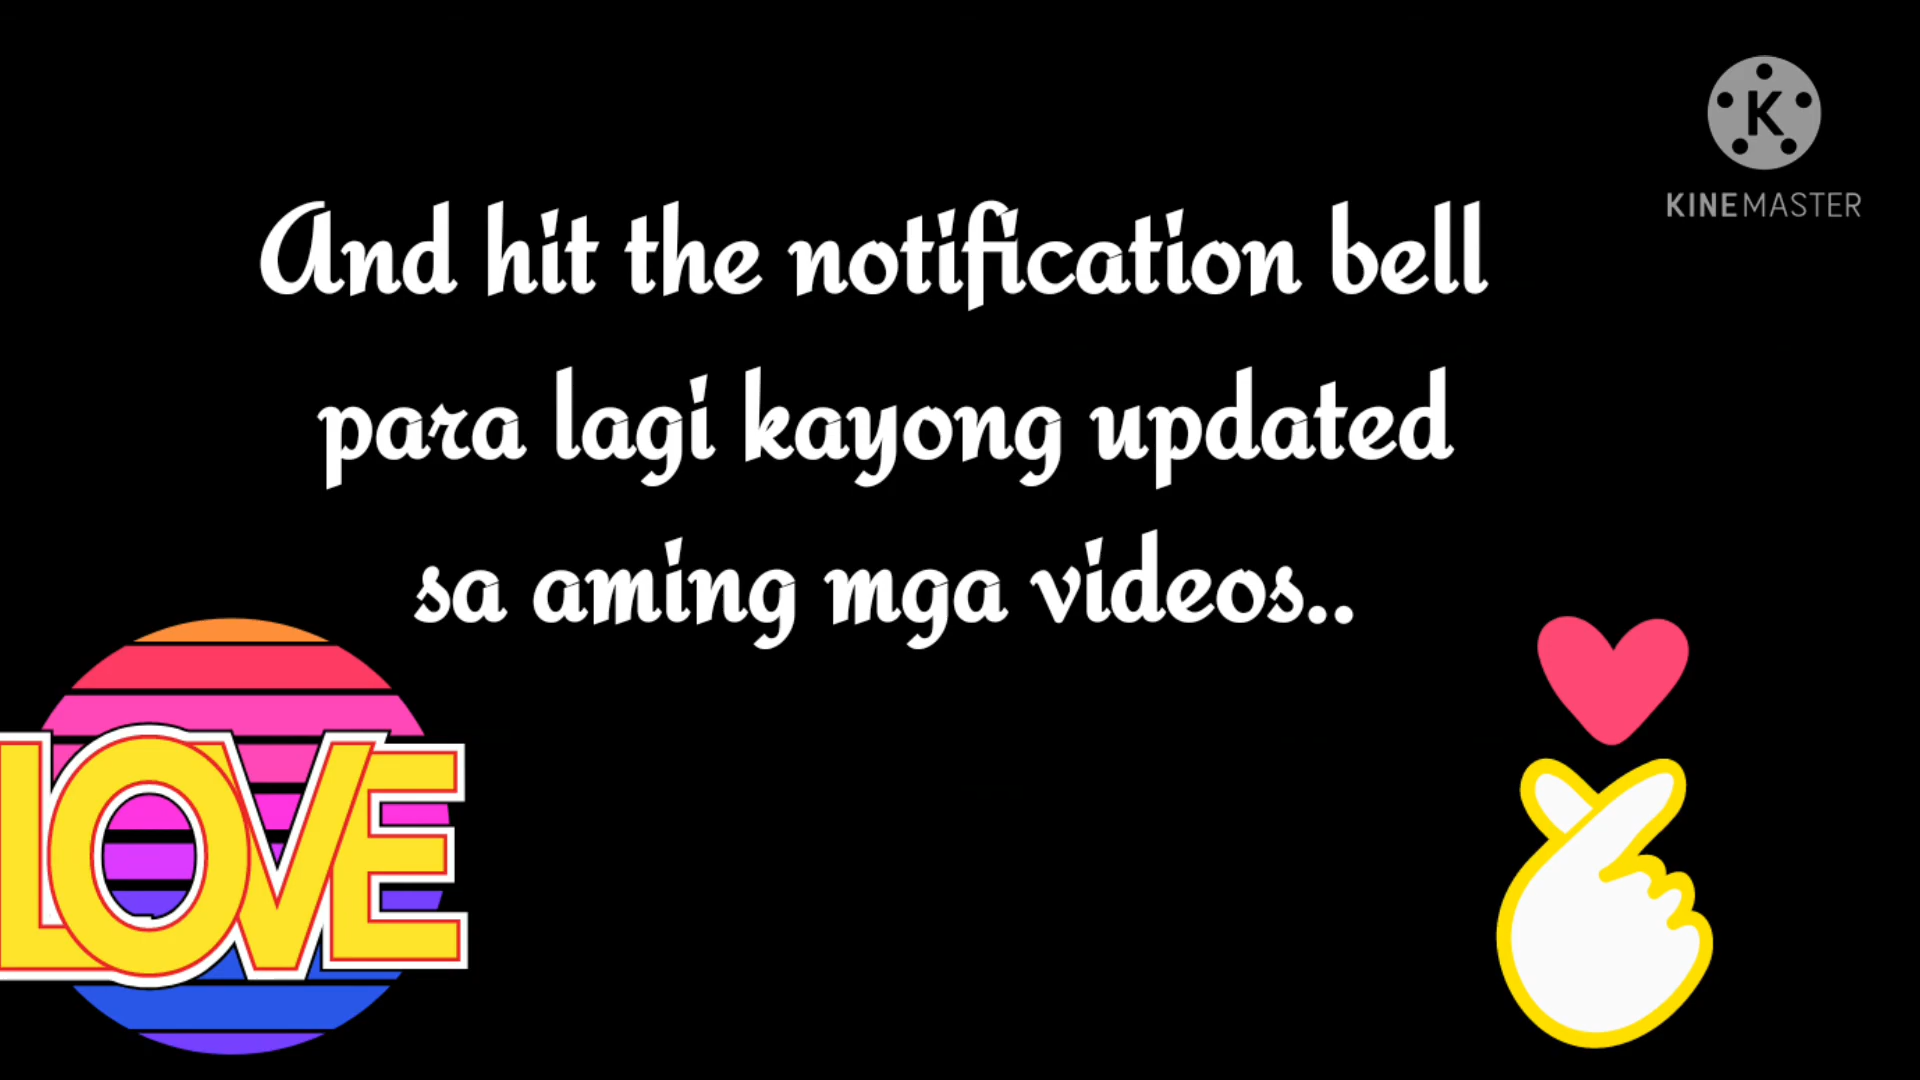 K
KINEMASTER
And hit the notification bell
para lagi kayong updated
sa aming mga videos..
LOVE